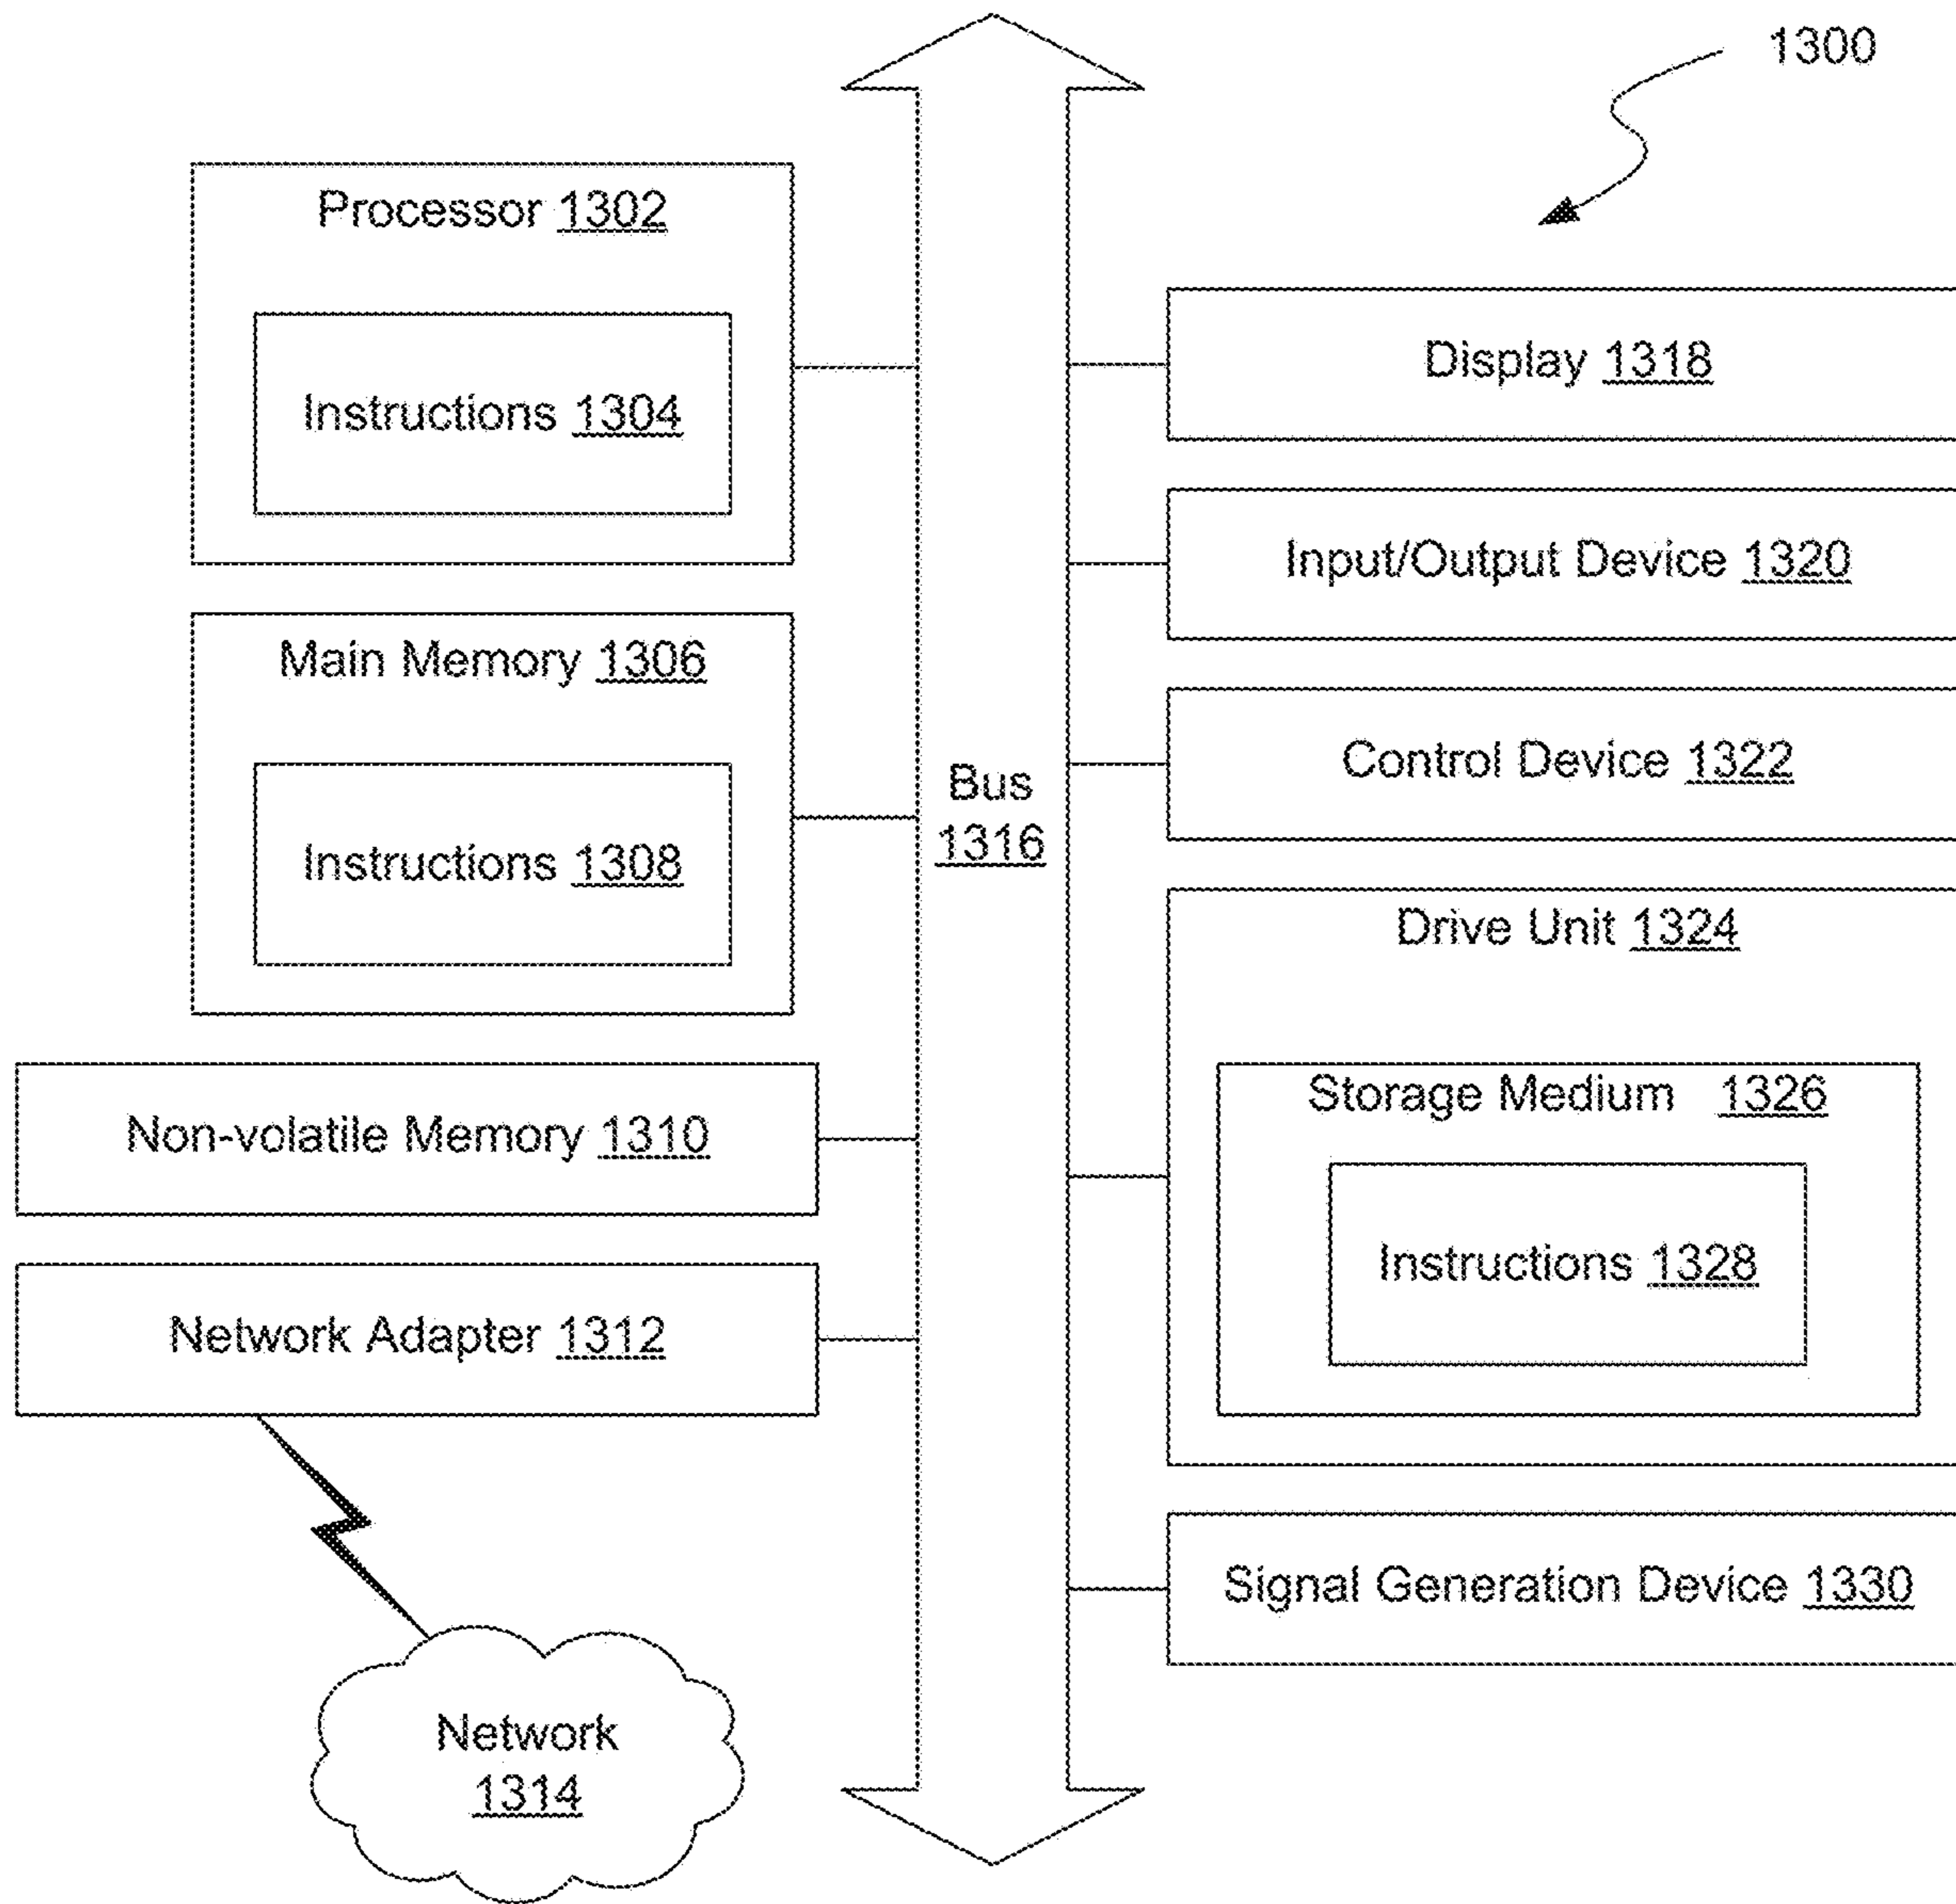 1300
Processor 1302
Instructions 1304
Main Memory 1306
Instructions 1308
Non-volatile Memory 1310
Network Adapter 1312
Network
1314
Bus
1316
Display 1318
Input/Output Device 1320
Control Device 1322
Drive Unit 1324
Storage Medium 1326
Instructions 1328
Signal Generation Device 1330